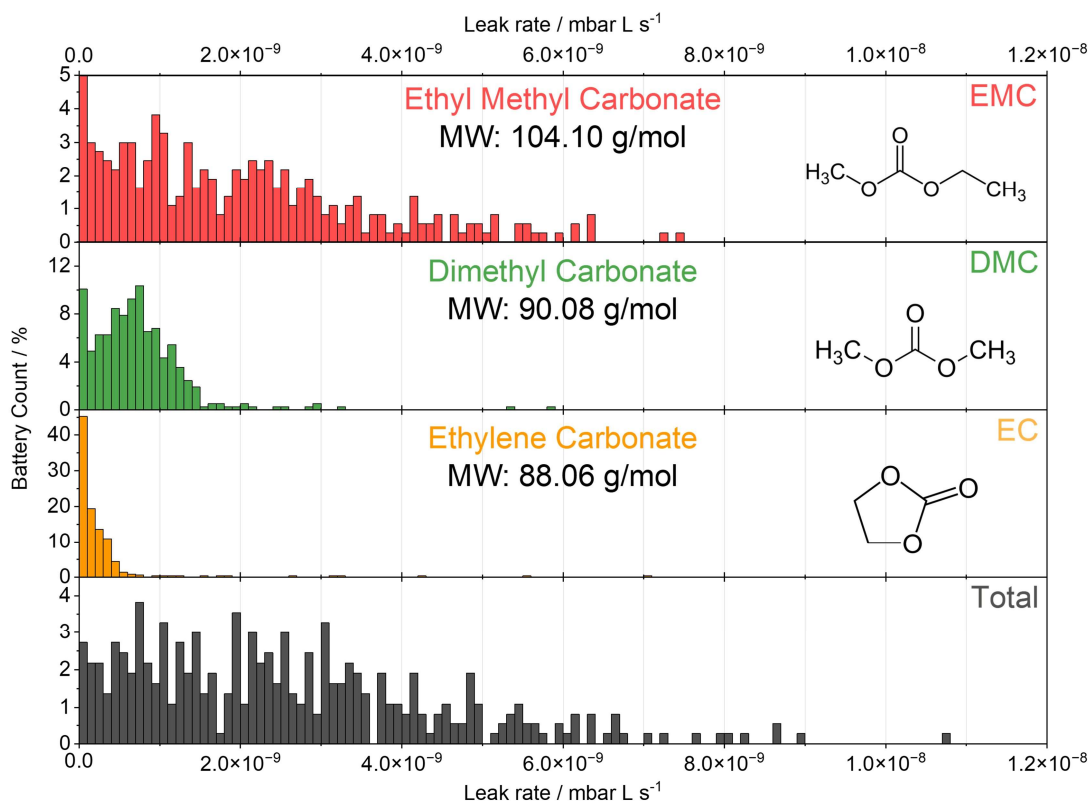 Leak rate / mbar L s⁻¹
0.0 2.0×10⁻⁹ 4.0×10⁻⁹ 6.0×10⁻⁹ 8.0×10⁻⁹ 1.0×10⁻⁸ 1.2×10⁻⁸
Battery Count / %
5
4
3
2
1
0
Ethyl Methyl Carbonate
MW: 104.10 g/mol
EMC
O
H₃C
O
O
CH₃
12
8
4
0
Dimethyl Carbonate
MW: 90.08 g/mol
DMC
O
H₃C
O
O
CH₃
40
30
20
10
0
Ethylene Carbonate
MW: 88.06 g/mol
EC
O
O
O
4
3
2
1
0
Total
0.0 2.0×10⁻⁹ 4.0×10⁻⁹ 6.0×10⁻⁹ 8.0×10⁻⁹ 1.0×10⁻⁸ 1.2×10⁻⁸
Leak rate / mbar L s⁻¹